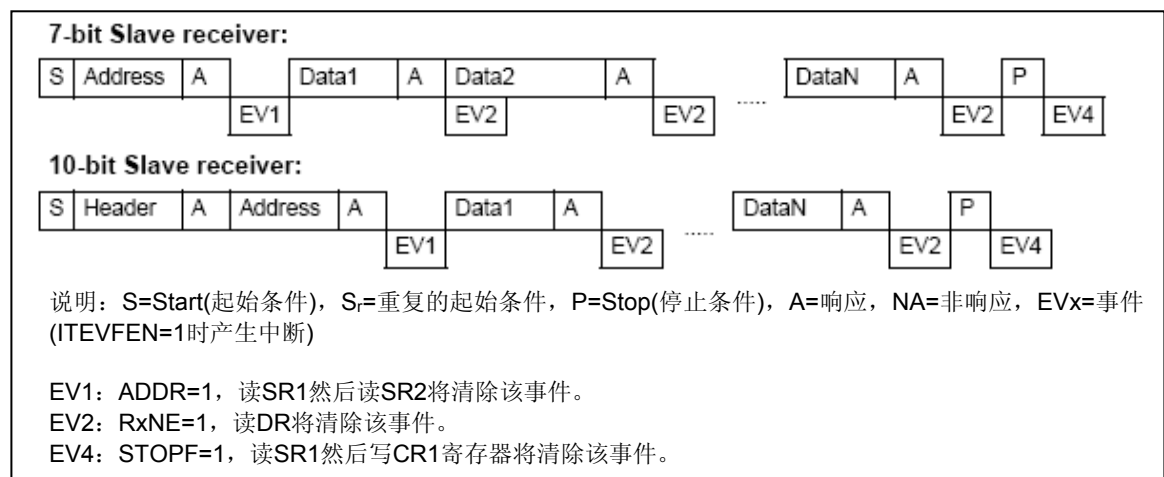 7-bit Slave receiver:
S Address A Data1 A Data2 A ..... DataN A P
EV1 EV2 EV2 EV2 EV4
10-bit Slave receiver:
S Header A Address A Data1 A ..... DataN A P
EV1 EV2 EV2 EV4
说明：S=Start(起始条件)，Sr=重复的起始条件，P=Stop(停止条件)，A=响应，NA=非响应，EVx=事件
(ITEVFEN=1时产生中断)
EV1：ADDR=1，读SR1然后读SR2将清除该事件。
EV2：RxNE=1，读DR将清除该事件。
EV4：STOPF=1，读SR1然后写CR1寄存器将清除该事件。